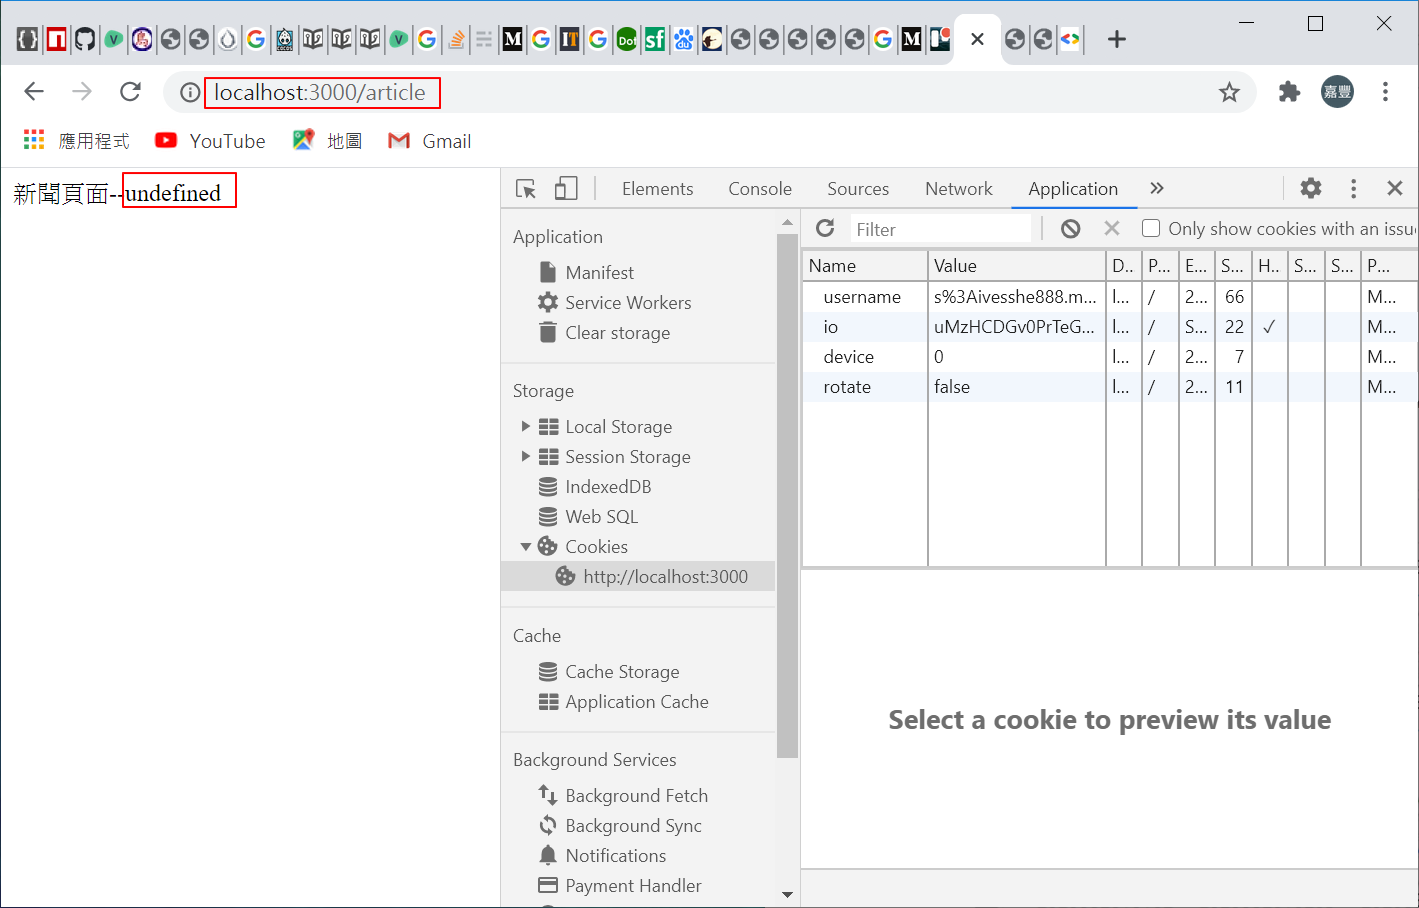 localhost:3000/article
嘉豐
應用程式 YouTube 地圖 Gmail
新聞頁面--undefined
Elements Console Sources Network Application »
Application
Manifest
Service Workers
Clear storage
Storage
Local Storage
Session Storage
IndexedDB
Web SQL
Cookies
http://localhost:3000
Cache
Cache Storage
Application Cache
Background Services
Background Fetch
Background Sync
Notifications
Payment Handler
Filter Only show cookies with an issu
Name Value D... P... E... S... H.. S... S... P...
username s%3Aivesshe888.m... l... / 2... 66 M...
io uMzHCDGv0PrTeG... l... / S... 22 ✓ M...
device 0 l... / 2... 7 M...
rotate false l... / 2... 11 M...
Select a cookie to preview its value